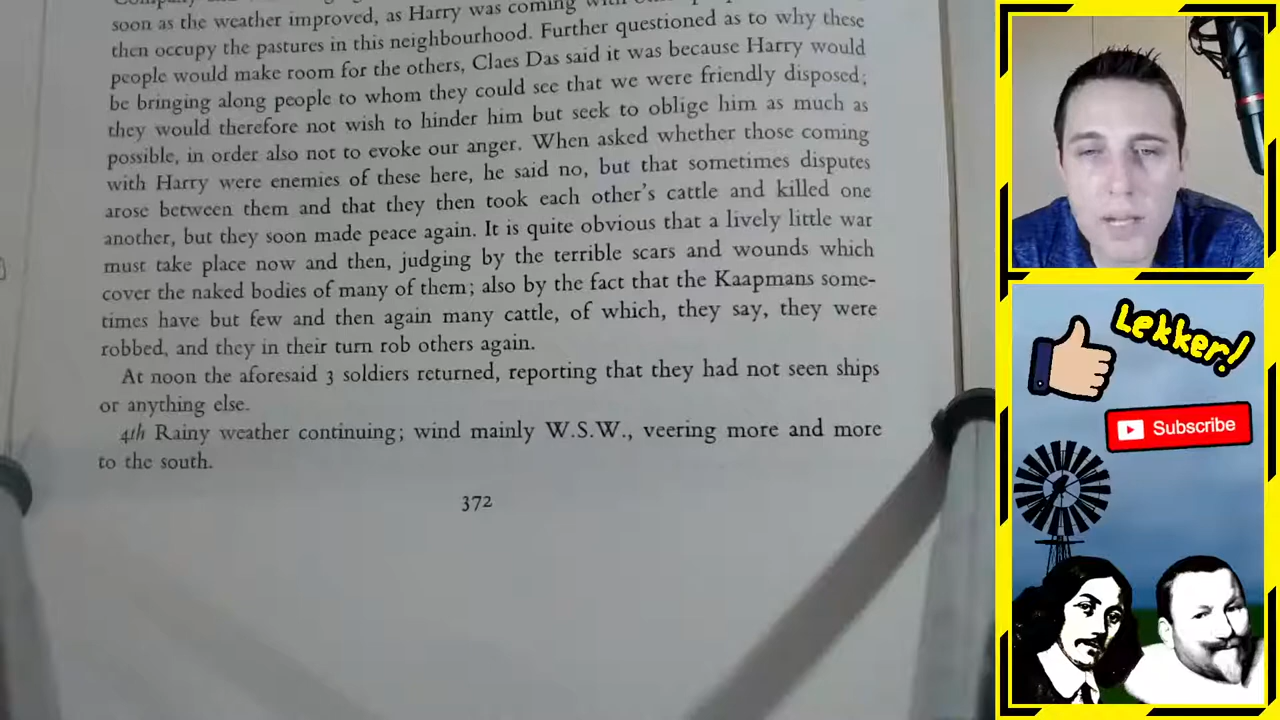 soon as the weather improved, as Harry was coming with
then occupy the pastures in this neighbourhood. Further questioned as to why these
people would make room for the others, Claes Das said it was because Harry would
be bringing along people to whom they could see that we were friendly disposed;
they would therefore not wish to hinder him but seek to oblige him as much as
possible, in order also not to evoke our anger. When asked whether those coming
with Harry were enemies of these here, he said no, but that sometimes disputes
arose between them and that they then took each other's cattle and killed one
another, but they soon made peace again. It is quite obvious that a lively little war
must take place now and then, judging by the terrible scars and wounds which
cover the naked bodies of many of them; also by the fact that the Kaapmans some-
times have but few and then again many cattle, of which, they say, they were
robbed, and they in their turn rob others again.
At noon the aforesaid 3 soldiers returned, reporting that they had not seen ships
or anything else.
4th Rainy weather continuing; wind mainly W.S.W., veering more and more
to the south.
372
Lekker!
Subscribe